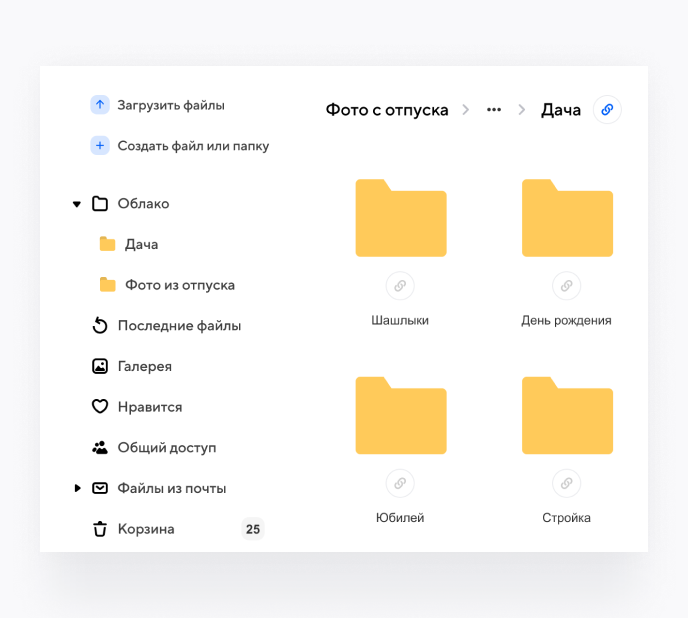 Загрузить файлы
Создать файл или папку
Облако
Дача
Фото из отпуска
Последние файлы
Галерея
Нравится
Общий доступ
Файлы из почты
Корзина 25
Фото с отпуска > ••• > Дача
Шашлыки
День рождения
Юбилей
Стройка